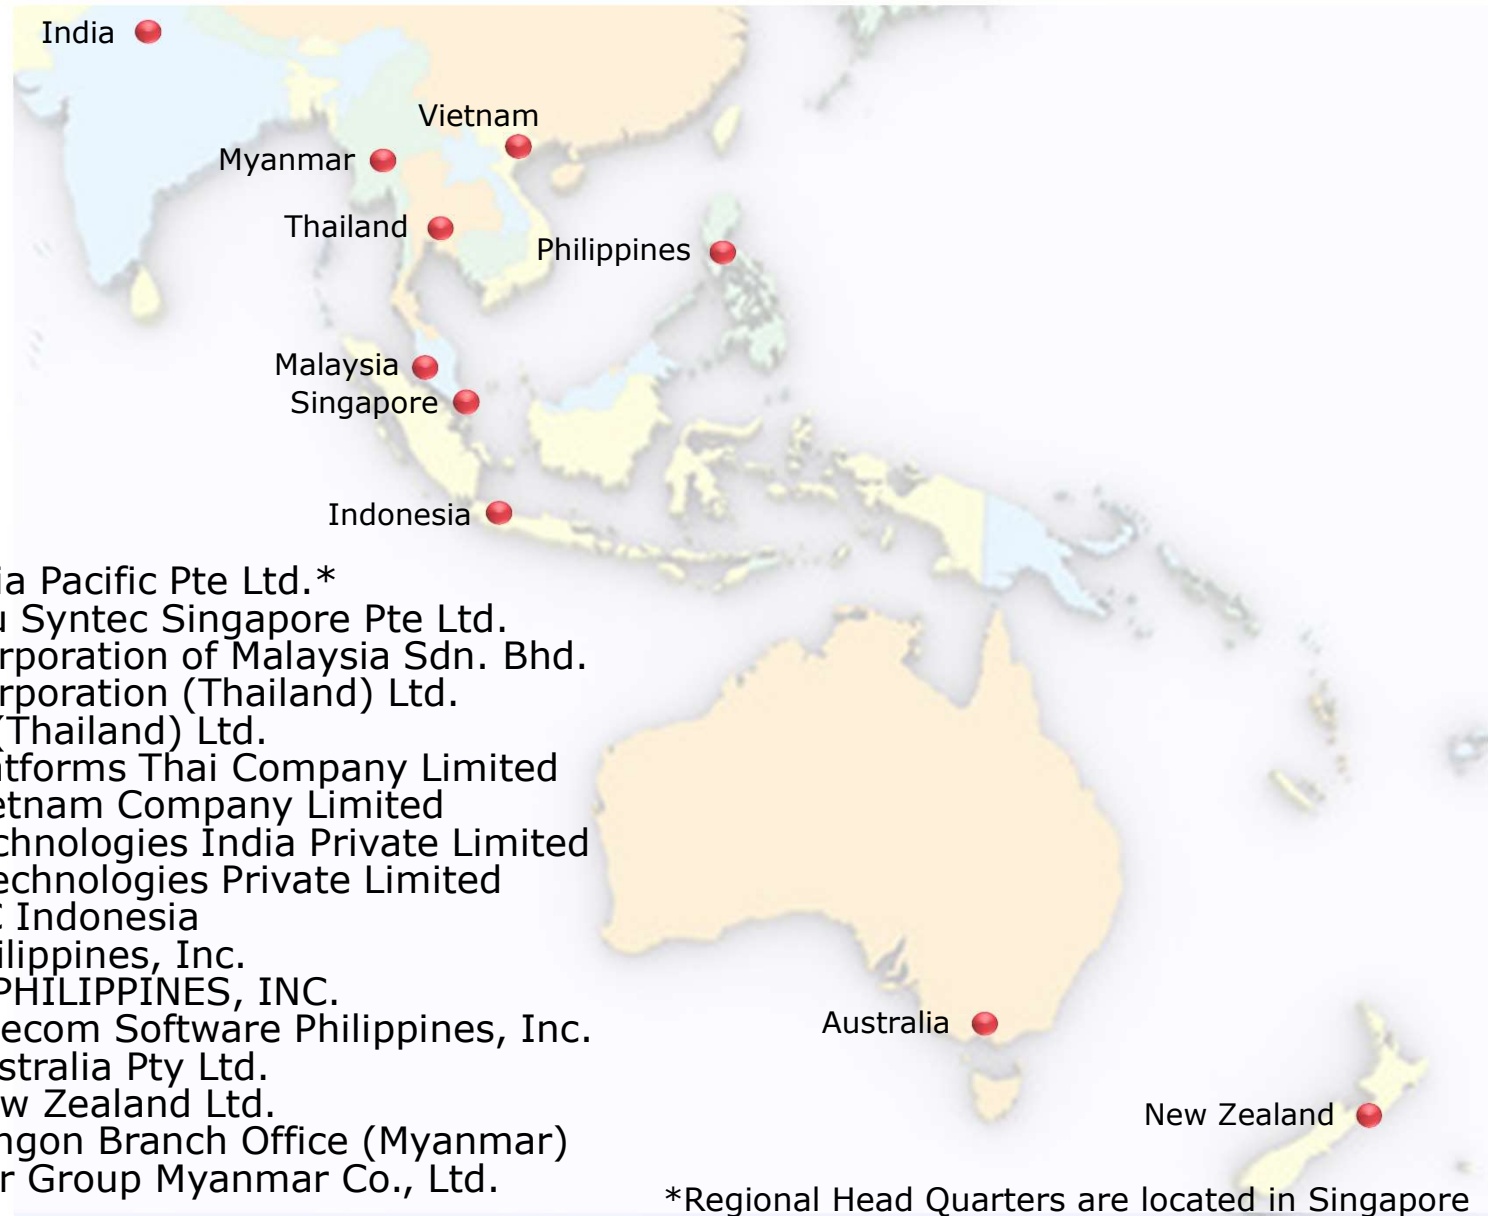 India
Vietnam
Myanmar
Thailand
Philippines
Malaysia
Singapore
Indonesia
ia Pacific Pte Ltd.*
u Syntec Singapore Pte Ltd.
rporation of Malaysia Sdn. Bhd.
rporation (Thailand) Ltd.
(Thailand) Ltd.
atforms Thai Company Limited
etnam Company Limited
chnologies India Private Limited
echnologies Private Limited
Indonesia
ilippines, Inc.
PHILIPPINES, INC.
lecom Software Philippines, Inc.
stralia Pty Ltd.
w Zealand Ltd.
ngon Branch Office (Myanmar)
r Group Myanmar Co., Ltd.
Australia
New Zealand
*Regional Head Quarters are located in Singapore